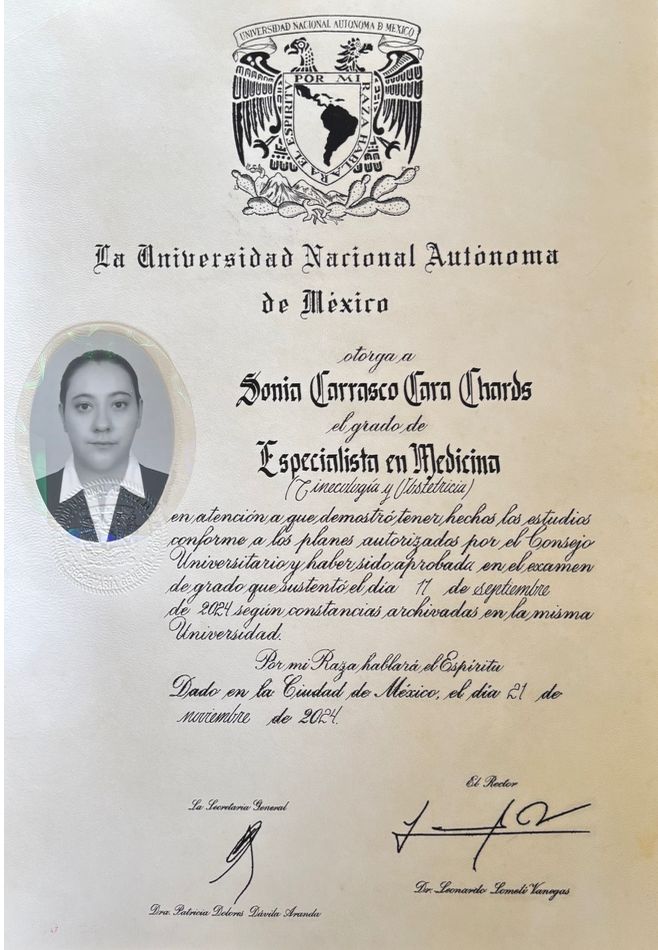 UNIVERSIDAD NACIONAL AUTONOMA D MEXICO
POR MI RAZA HABLARA EL ESPIRITU
La Universidad Nacional Autónoma
de México
otorga a
Sonia Carrasco Cara Chards
el grado de
Especialista en Medicina
(Ginecología y Obstetricia)
en atención a que demostró tener hechos los estudios
conforme a los planes autorizados por el Consejo
Universitario y haber sido aprobada en el examen
de grado que sustentó el día 17 de septiembre
de 2024 según constancias archivadas en la misma
Universidad.
Por mi Raza hablará el Espíritu
Dado en la Ciudad de México, el día 21 de
noviembre de 2024.
El Rector
La Secretaria General
Dr. Leonardo Lomelí Vanegas
Dra. Patricia Dolores Dávila Aranda